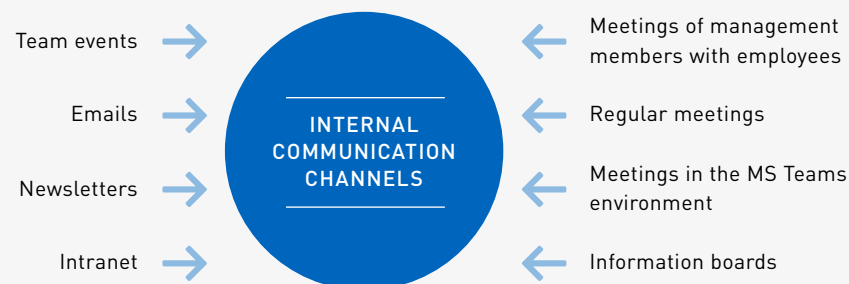 Team events
Emails
Newsletters
Intranet
INTERNAL
COMMUNICATION
CHANNELS
Meetings of management
members with employees
Regular meetings
Meetings in the MS Teams
environment
Information boards